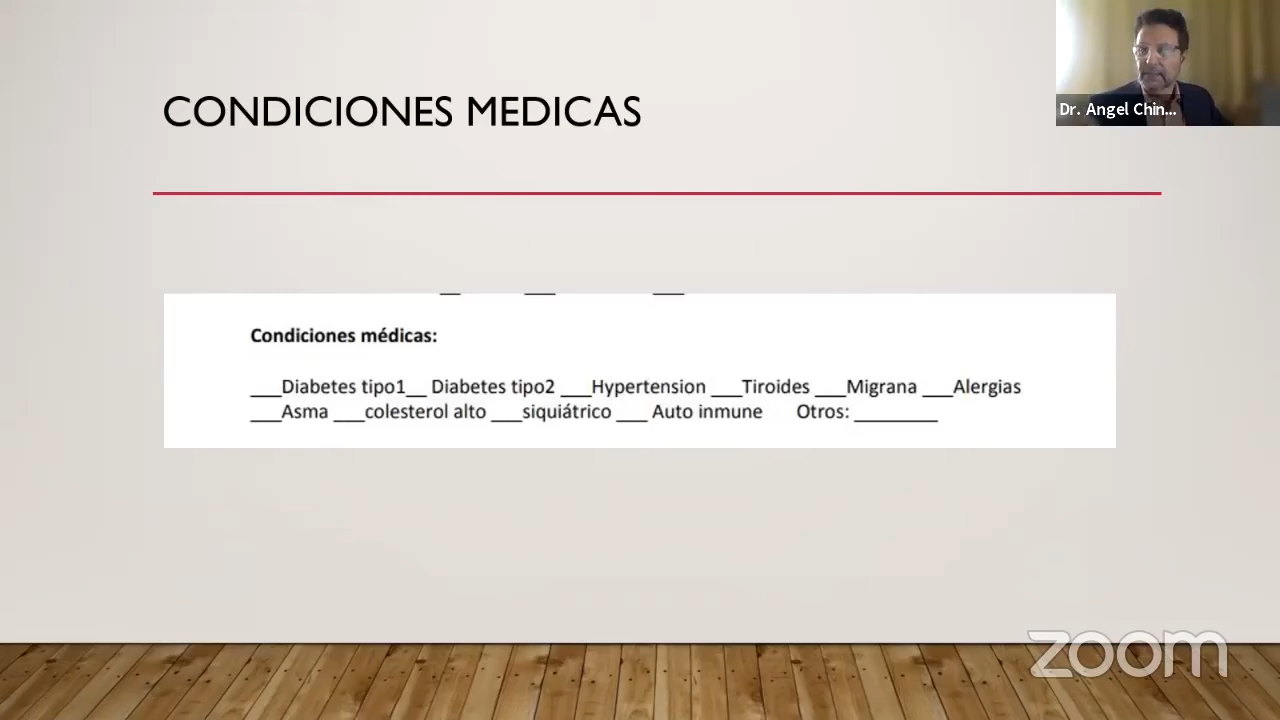 CONDICIONES MEDICAS
Dr. Angel Chin...
Condiciones médicas:
___Diabetes tipo1__ Diabetes tipo2 ___Hypertension ___Tiroides ___Migrana ___Alergias
___Asma ___colesterol alto ___siquiátrico ___ Auto inmune Otros: ________
zoom